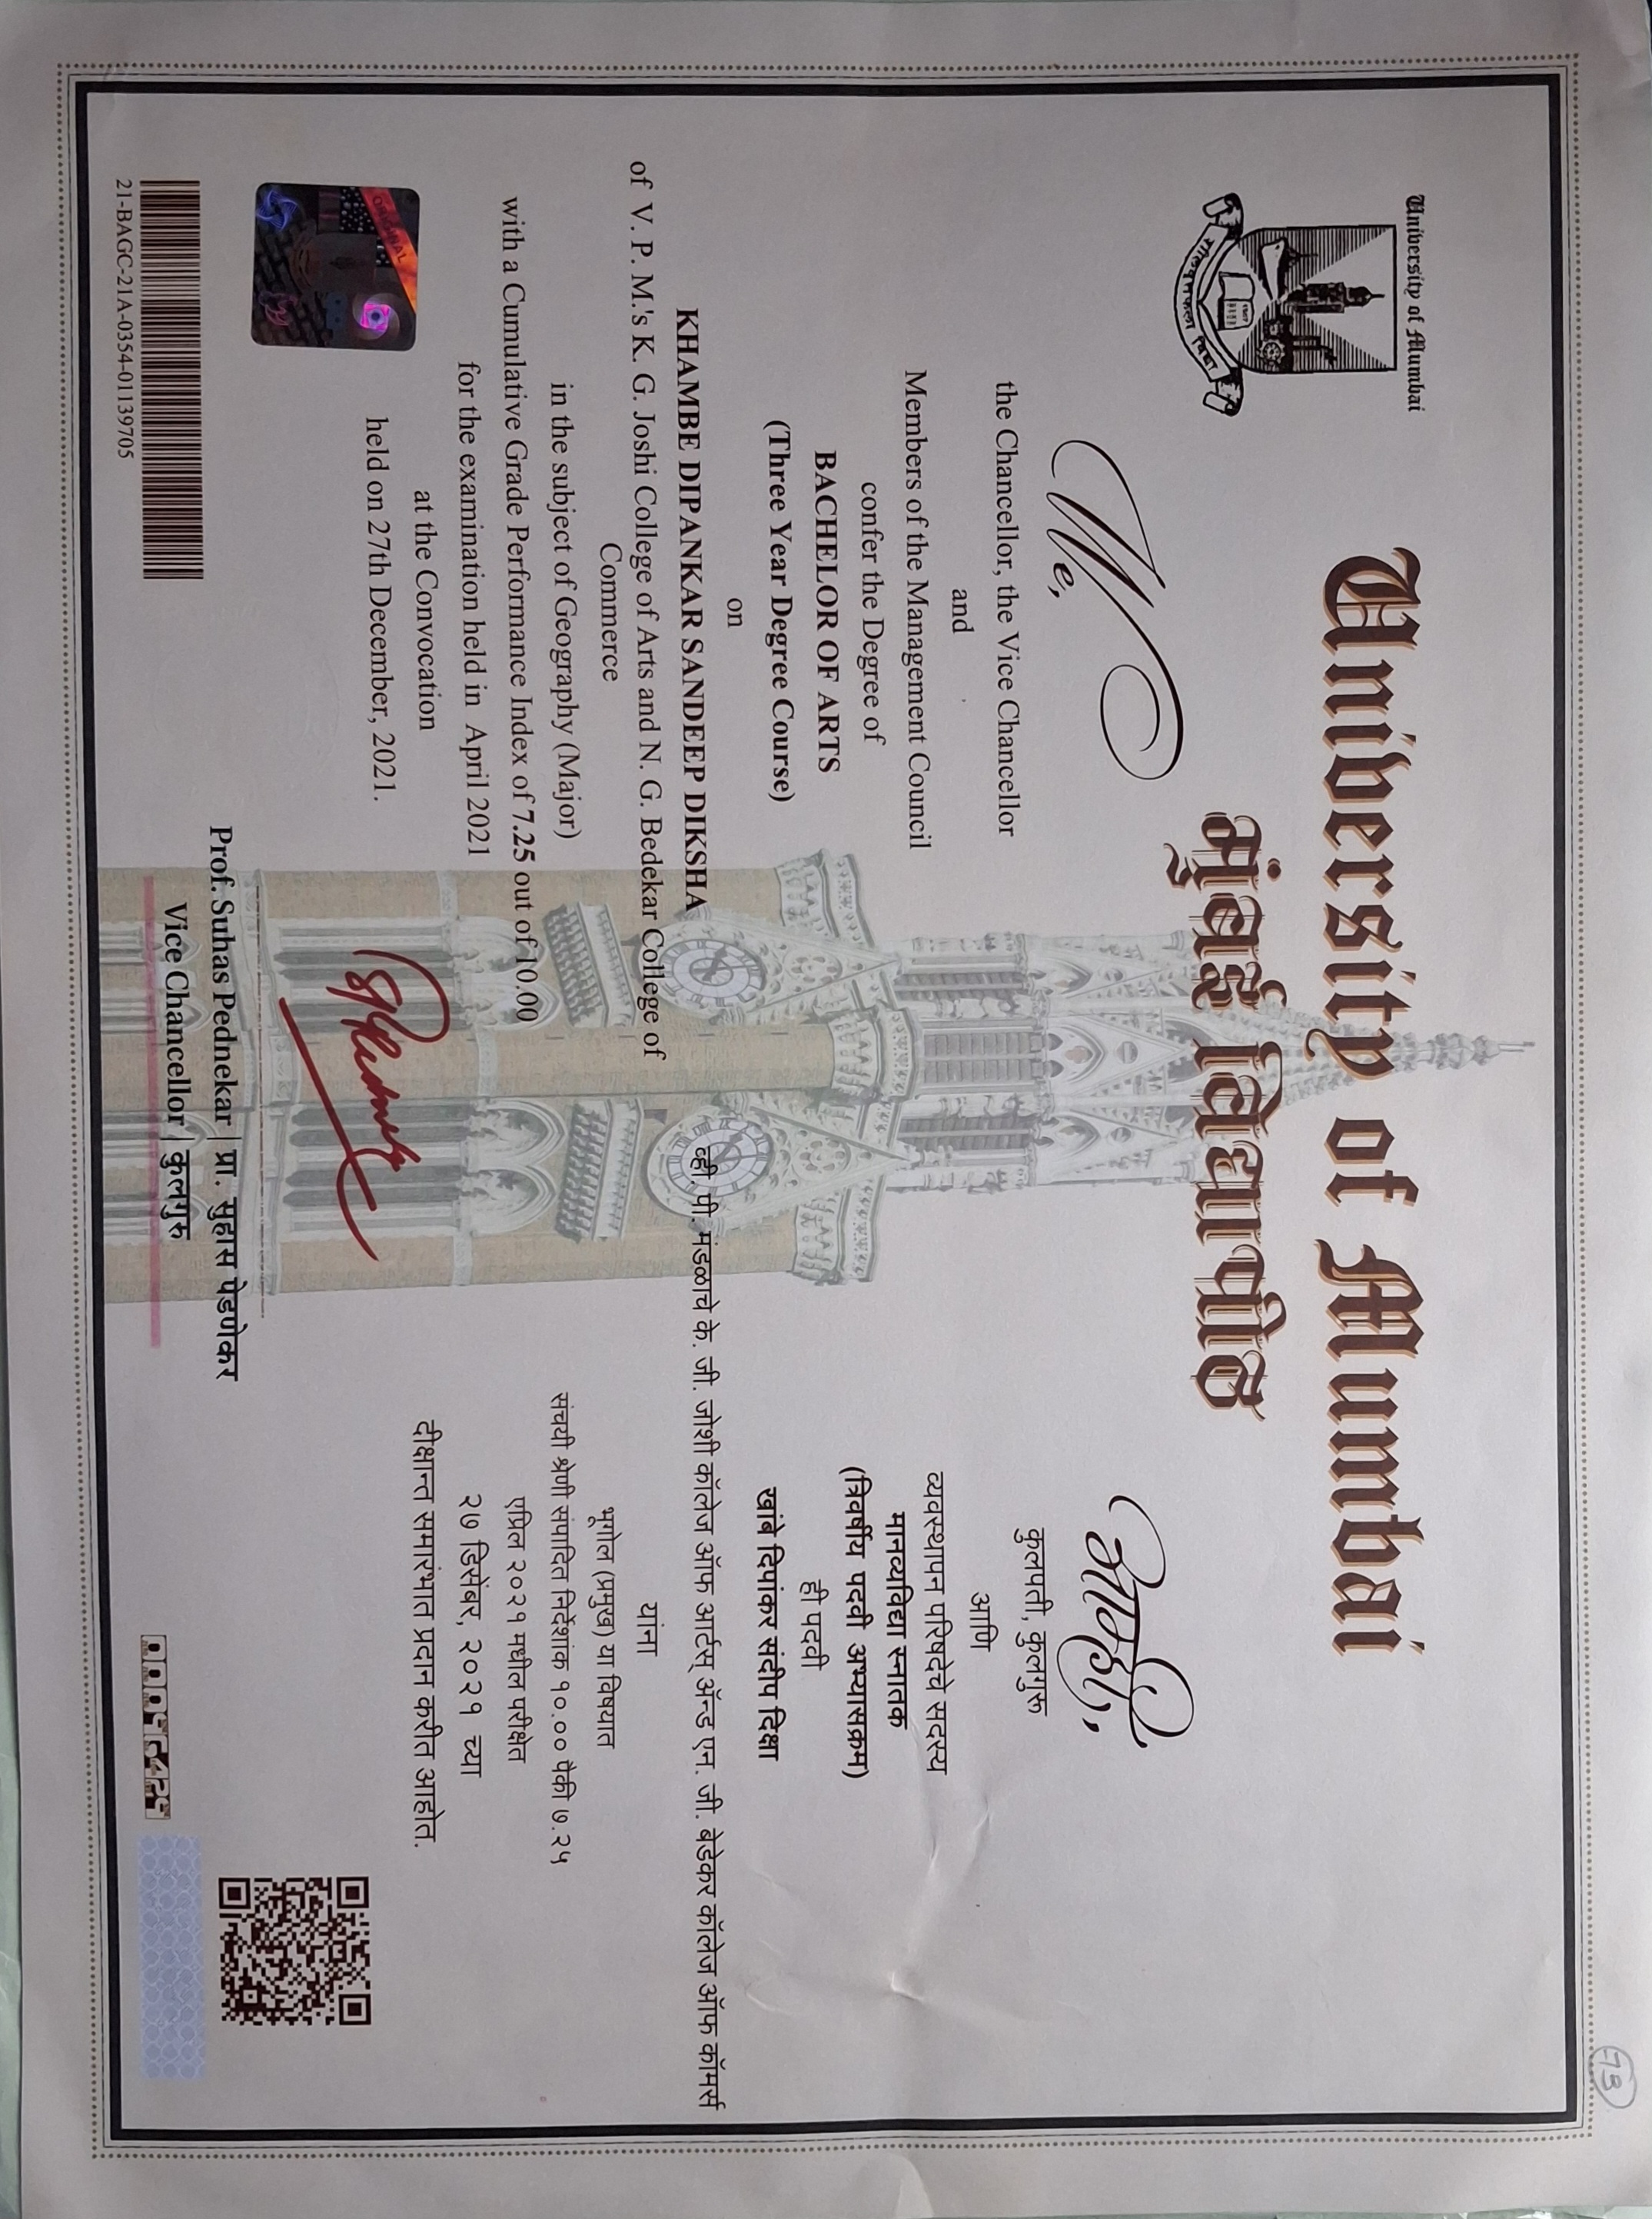 73
University of Mumbai
शीलवृतफला विद्या
University of Mumbai
मुंबई विद्यापीठ
We,
the Chancellor, the Vice Chancellor
and
Members of the Management Council
confer the Degree of
BACHELOR OF ARTS
(Three Year Degree Course)
on
KHAMBE DIPANKAR SANDEEP DIKSHA
of V. P. M.'s K. G. Joshi College of Arts and N. G. Bedekar College of
Commerce
in the subject of Geography (Major)
with a Cumulative Grade Performance Index of 7.25 out of 10.00
for the examination held in April 2021
at the Convocation
held on 27th December, 2021.
आम्ही,
कुलपती, कुलगुरू
आणि
व्यवस्थापन परिषदेचे सदस्य
मानव्यविद्या स्नातक
(त्रिवर्षीय पदवी अभ्यासक्रम)
ही पदवी
खांबे दिपांकर संदीप दिक्षा
व्ही. पी. मंडळाचे के. जी. जोशी कॉलेज ऑफ आर्टस् ॲन्ड एन. जी. बेडेकर कॉलेज ऑफ कॉमर्स
यांना
भूगोल (प्रमुख) या विषयात
संचयी श्रेणी संपादित निर्देशांक १०.०० पैकी ७.२५
एप्रिल २०२१ मधील परीक्षेत
२७ डिसेंबर, २०२१ च्या
दीक्षान्त समारंभात प्रदान करीत आहोत.
ORIGINAL
21-BAGC-21A-0354-01139705
Prof. Suhas Pednekar | प्रा. सुहास पेडणेकर
Vice Chancellor | कुलगुरु